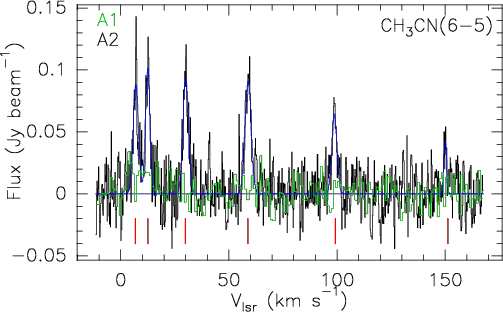 0.15
A1
A2
CH₃CN(6−5)
0.1
0.05
0
−0.05
Flux (Jy beam⁻¹)
0 50 100 150
Vlsr (km s⁻¹)